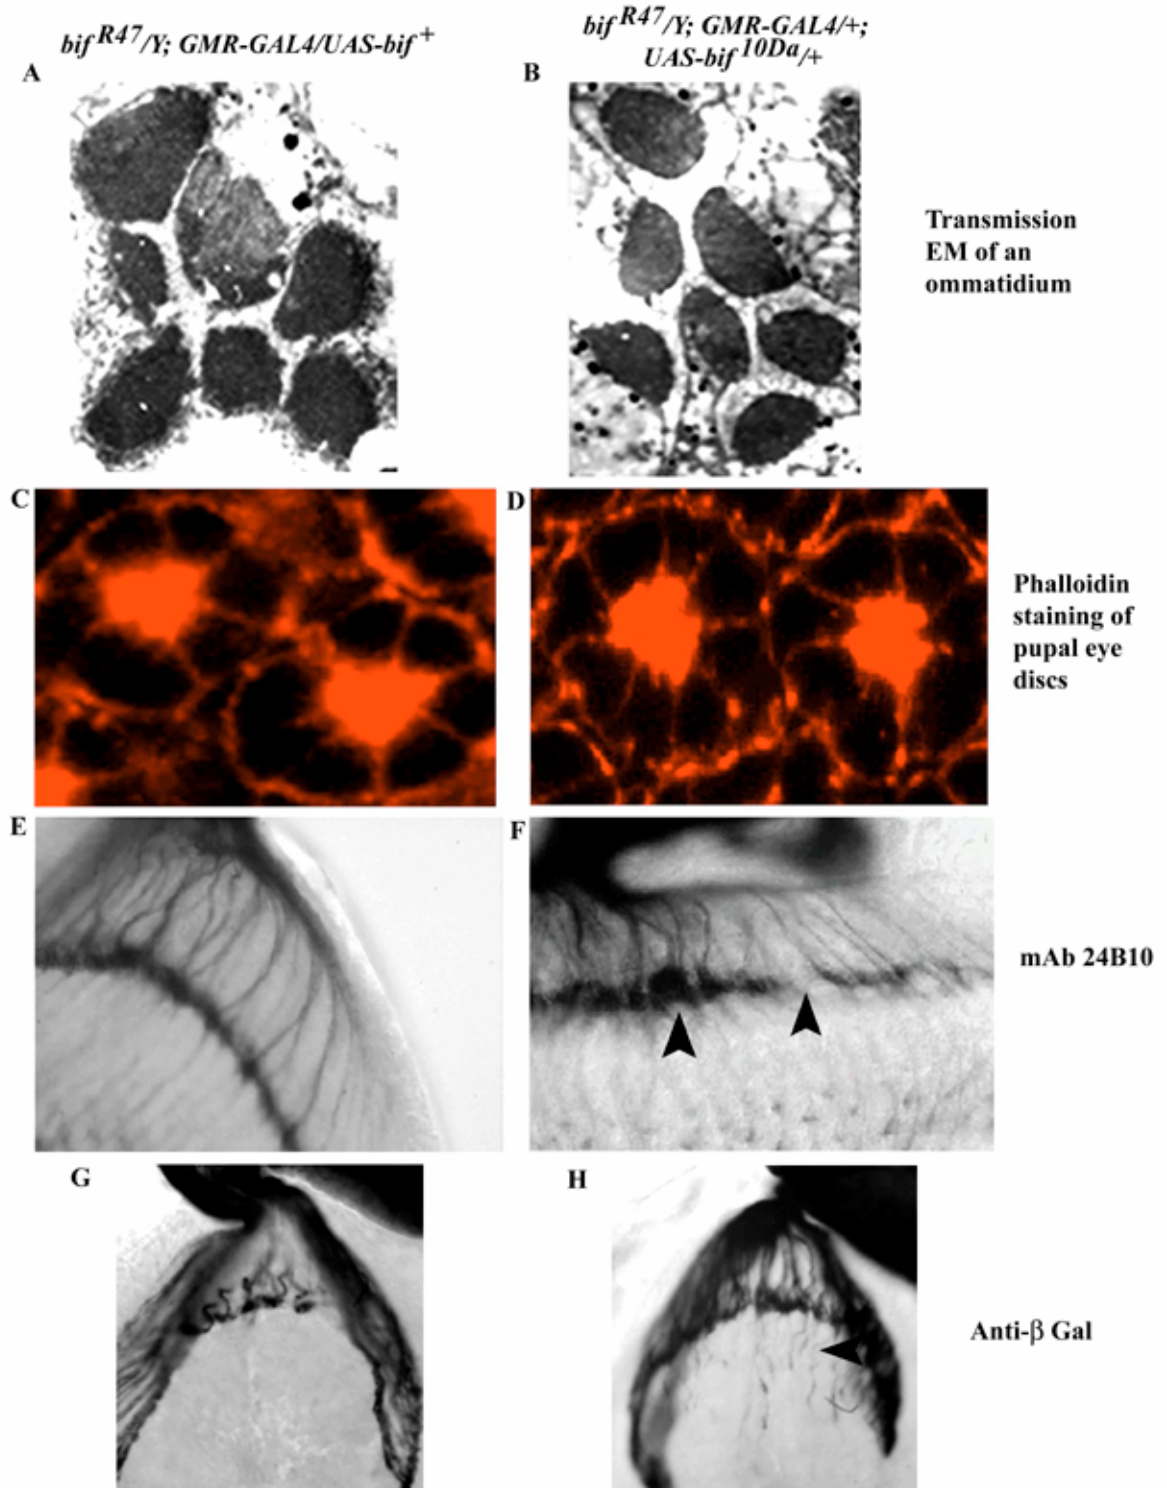 bif R47/Y; GMR-GAL4/UAS-bif +
bif R47/Y; GMR-GAL4/+;
UAS-bif 10Da/+
A
B
Transmission
EM of an
ommatidium
C
D
Phalloidin
staining of
pupal eye
discs
E
F
mAb 24B10
G
H
Anti-β Gal